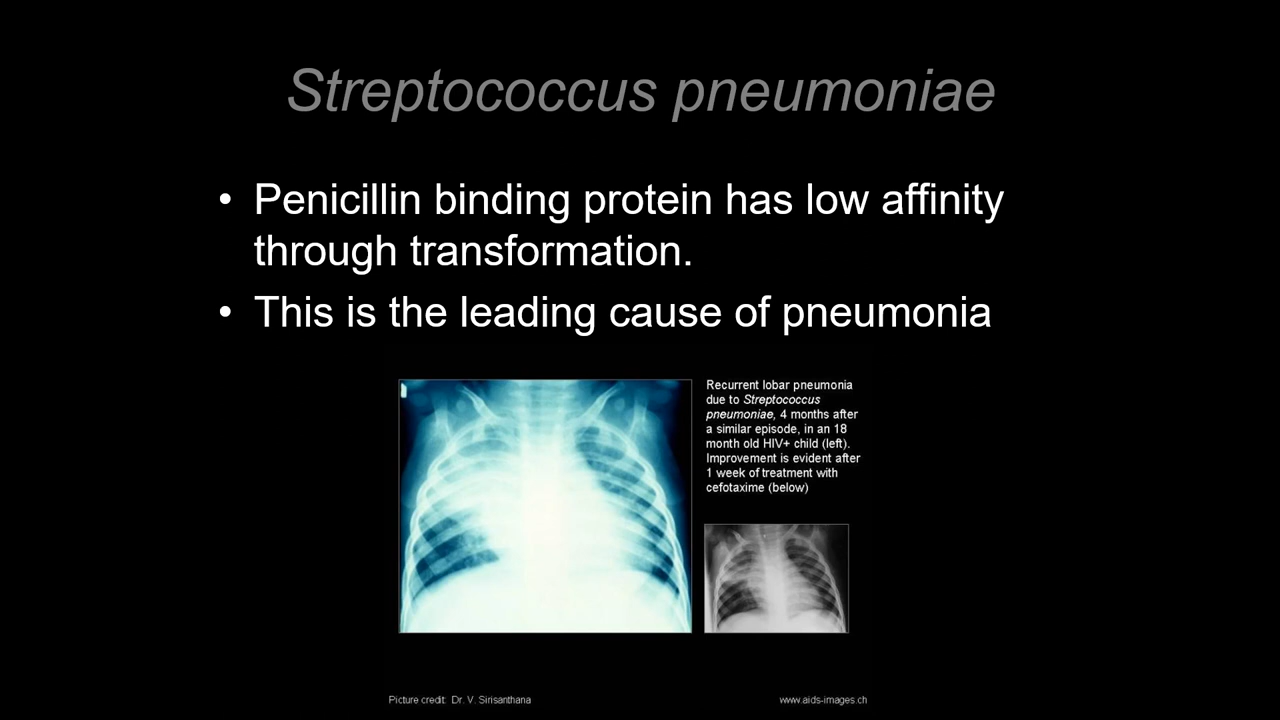 Streptococcus pneumoniae
• Penicillin binding protein has low affinity
through transformation.
• This is the leading cause of pneumonia
Recurrent lobar pneumonia
due to Streptococcus
pneumoniae, 4 months after
a similar episode, in an 18
month old HIV+ child (left).
Improvement is evident after
1 week of treatment with
cefotaxime (below)
Picture credit: Dr. V. Sirisanthana
www.aids-images.ch